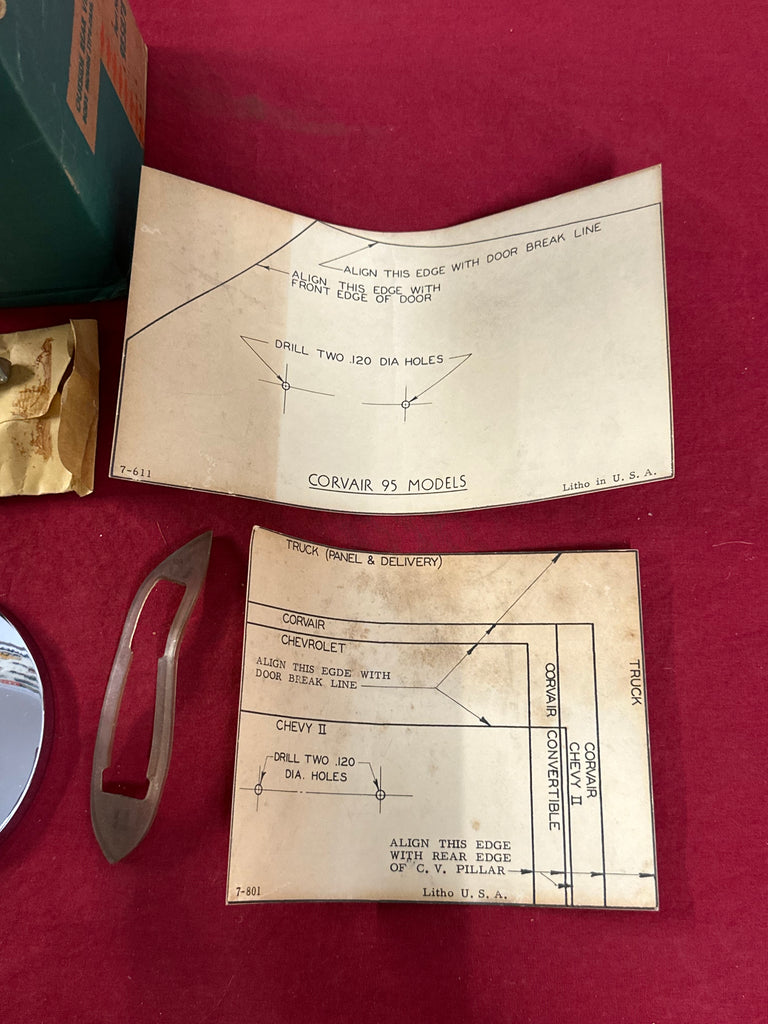 ALIGN THIS EDGE WITH DOOR BREAK LINE
ALIGN THIS EDGE WITH
FRONT EDGE OF DOOR
DRILL TWO .120 DIA HOLES
7-611
CORVAIR 95 MODELS
Litho in U. S. A.
TRUCK (PANEL & DELIVERY)
CORVAIR
CHEVROLET
ALIGN THIS EGDE WITH
DOOR BREAK LINE
CHEVY II
DRILL TWO .120
DIA. HOLES
CORVAIR CONVERTIBLE
CORVAIR
CHEVY II
TRUCK
ALIGN THIS EDGE
WITH REAR EDGE
OF C. V. PILLAR
7-801
Litho U. S. A.